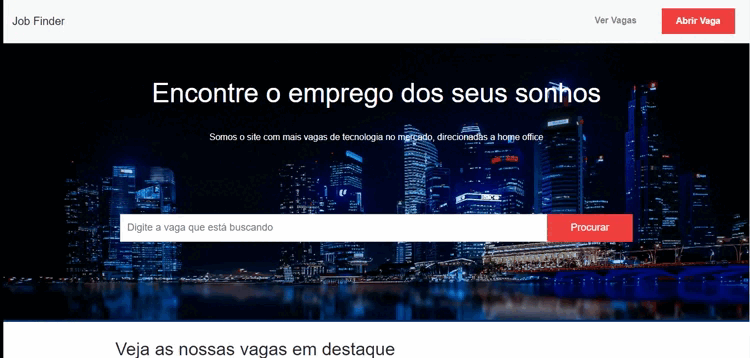 Job Finder
Ver Vagas
Abrir Vaga
Encontre o emprego dos seus sonhos
Somos o site com mais vagas de tecnologia no mercado, direcionadas a home office
Digite a vaga que está buscando
Procurar
Veja as nossas vagas em destaque